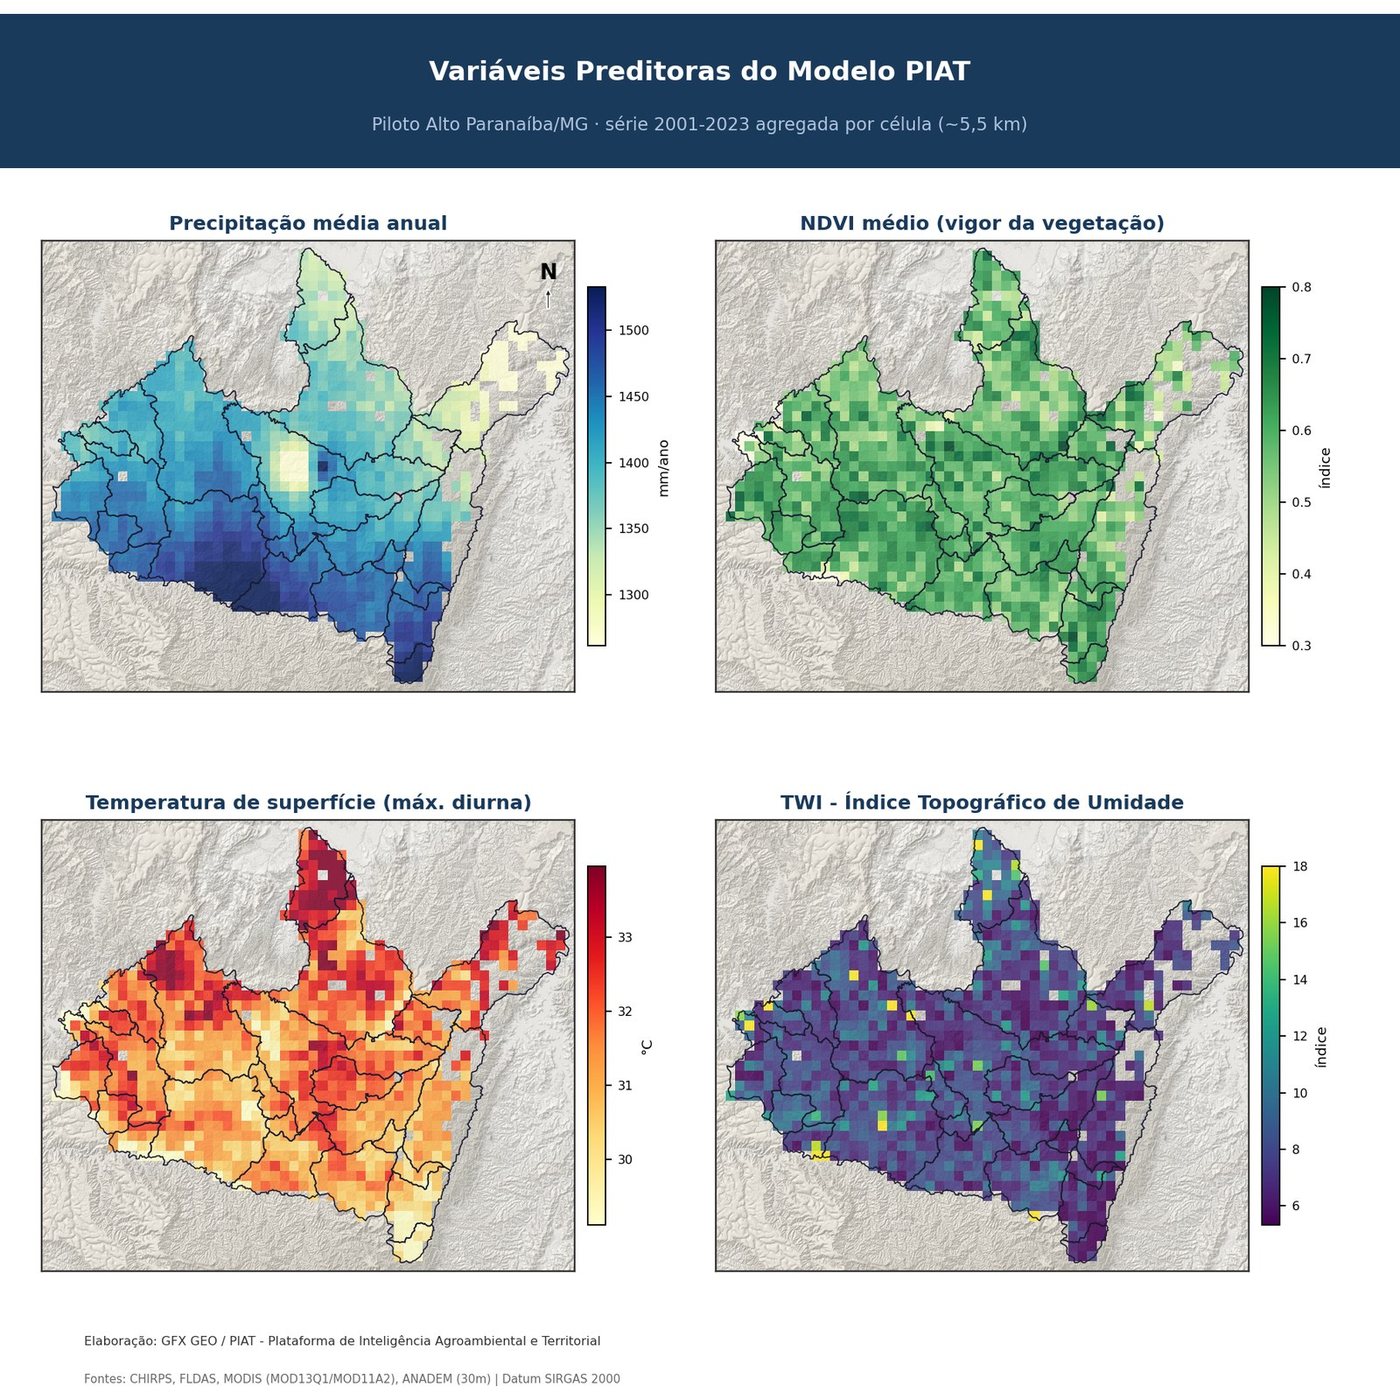 Variáveis Preditoras do Modelo PIAT
Piloto Alto Paranaíba/MG · série 2001-2023 agregada por célula (~5,5 km)
Precipitação média anual
N
1500
1450
1400
1350
1300
mm/ano
NDVI médio (vigor da vegetação)
0.8
0.7
0.6
0.5
0.4
0.3
índice
Temperatura de superfície (máx. diurna)
33
32
31
30
°C
TWI - Índice Topográfico de Umidade
18
16
14
12
10
8
6
índice
Elaboração: GFX GEO / PIAT - Plataforma de Inteligência Agroambiental e Territorial
Fontes: CHIRPS, FLDAS, MODIS (MOD13Q1/MOD11A2), ANADEM (30m) | Datum SIRGAS 2000